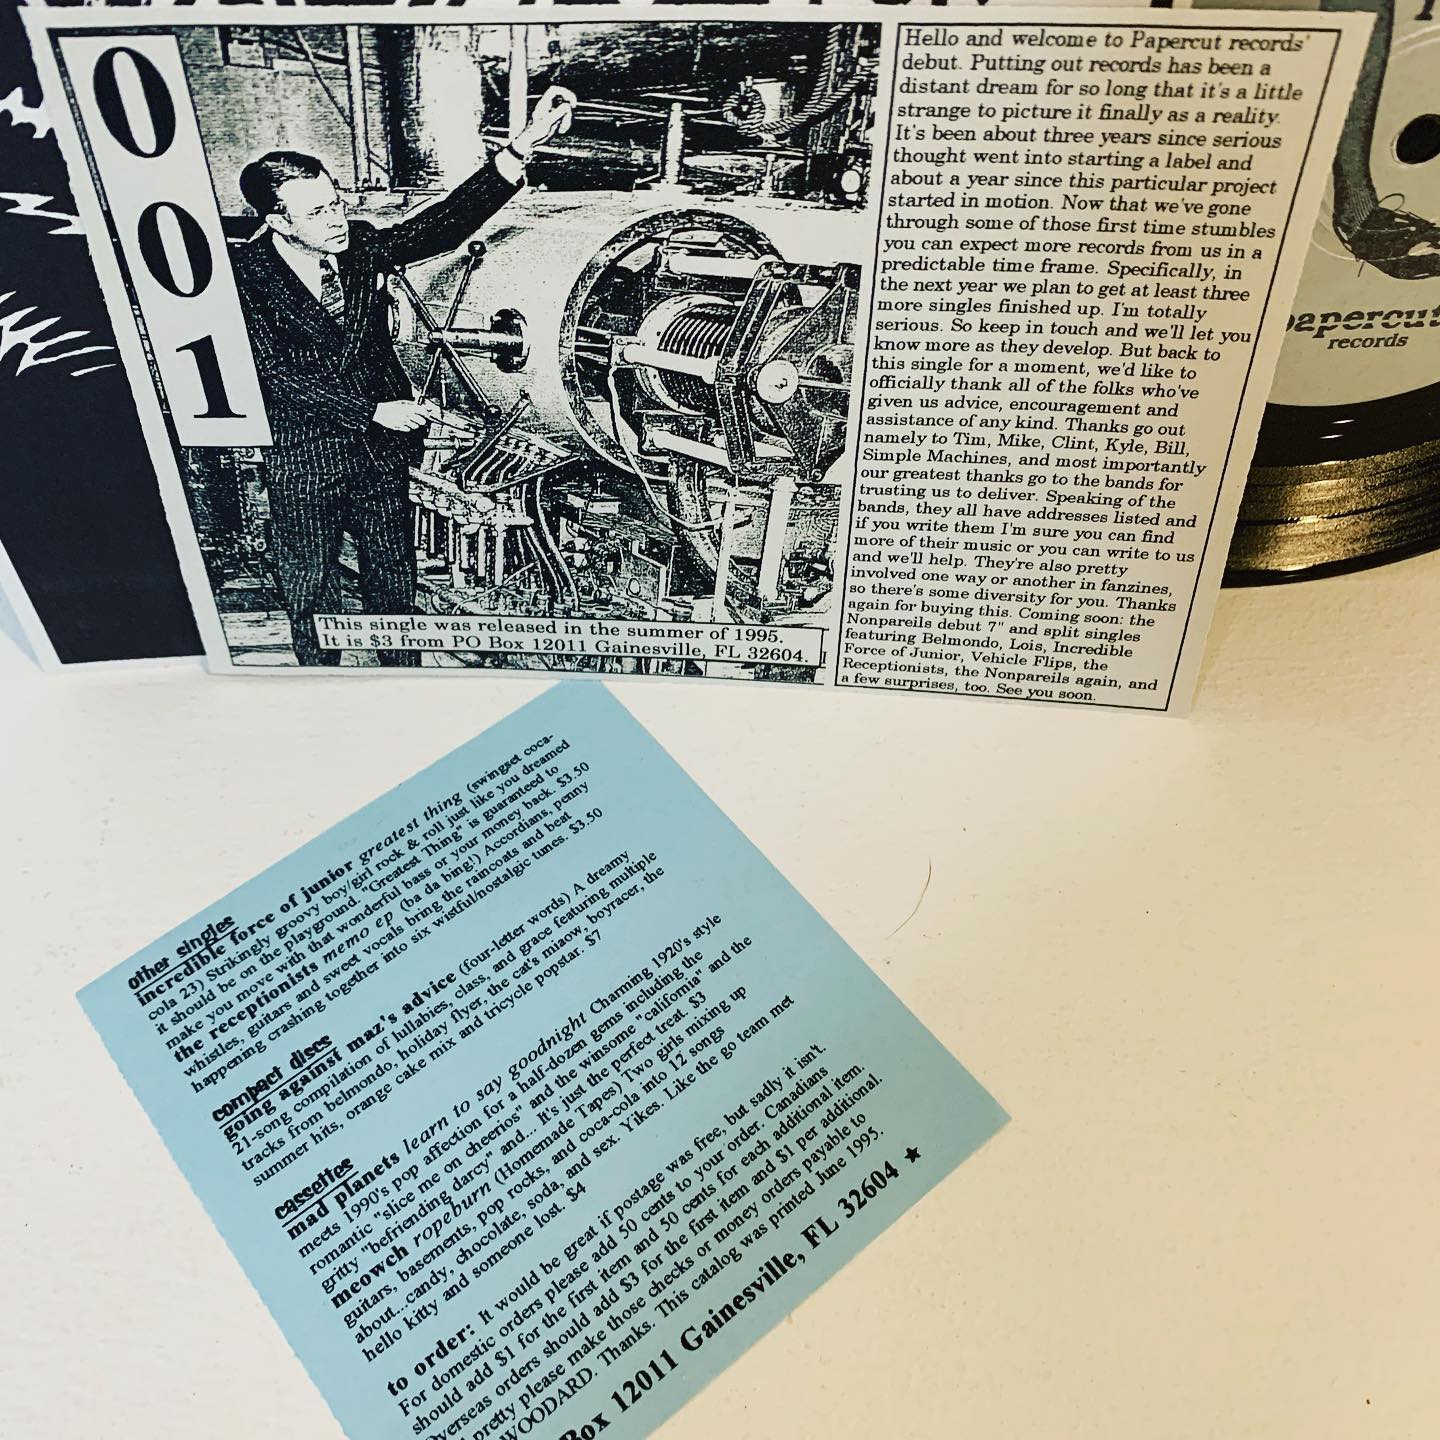 0
0
1
Hello and welcome to Papercut records'
debut. Putting out records has been a
distant dream for so long that it's a little
strange to picture it finally as a reality.
It's been about three years since serious
thought went into starting a label and
about a year since this particular project
started in motion. Now that we've gone
through some of those first time stumbles
you can expect more records from us in a
predictable time frame. Specifically, in
the next year we plan to get at least three
more singles finished up. I'm totally
serious. So keep in touch and we'll let you
know more as they develop. But back to
this single for a moment, we'd like to
officially thank all of the folks who've
given us advice, encouragement and
assistance of any kind. Thanks go out
namely to Tim, Mike, Clint, Kyle, Bill,
Simple Machines, and most importantly
our greatest thanks go to the bands for
trusting us to deliver. Speaking of the
bands, they all have addresses listed and
if you write them I'm sure you can find
more of their music or you can write to us
and we'll help. They're also pretty
involved one way or another in fanzines,
so there's some diversity for you. Thanks
again for buying this. Coming soon: the
Nonpareils debut 7" and split singles
featuring Belmondo, Lois, Incredible
Force of Junior, Vehicle Flips, the
Receptionists, the Nonpareils again, and
a few surprises, too. See you soon.
This single was released in the summer of 1995.
It is $3 from PO Box 12011 Gainesville, FL 32604.
papercut
records
other singles
incredible force of junior greatest thing (swingset coca-
cola 23) Strikingly groovy boy/girl rock & roll just like you dreamed
it should be on the playground. "Greatest Thing" is guaranteed to
make you move with that wonderful bass or your money back. $3.50
the receptionists memo ep (ba da bing!) Accordians, penny
whistles, guitars and sweet vocals bring the raincoats and beat
happening crashing together into six wistful/nostalgic tunes. $3.50
compact discs
going against maz's advice (four-letter words) A dreamy
21-song compilation of lullabies, class, and grace featuring multiple
tracks from belmondo, holiday flyer, the cat's miaow, boyracer, the
summer hits, orange cake mix and tricycle popstar. $7
cassettes
mad planets learn to say goodnight Charming 1920's style
meets 1990's pop affection for a half-dozen gems including the
romantic "slice me on cheerios" and the winsome "california" and the
gritty "befriending darcy" and... It's just the perfect treat. $3
meowch ropeburn (Homemade Tapes) Two girls mixing up
guitars, basements, pop rocks, and coca-cola into 12 songs
about...candy, chocolate, soda, and sex. Yikes. Like the go team met
hello kitty and someone lost. $4
to order: It would be great if postage was free, but sadly it isn't.
For domestic orders please add 50 cents to your order. Canadians
should add $1 for the first item and 50 cents for each additional item.
Overseas orders should add $3 for the first item and $1 per additional.
pretty please make those checks or money orders payable to
WOODARD. Thanks. This catalog was printed June 1995.
Box 12011 Gainesville, FL 32604 ★